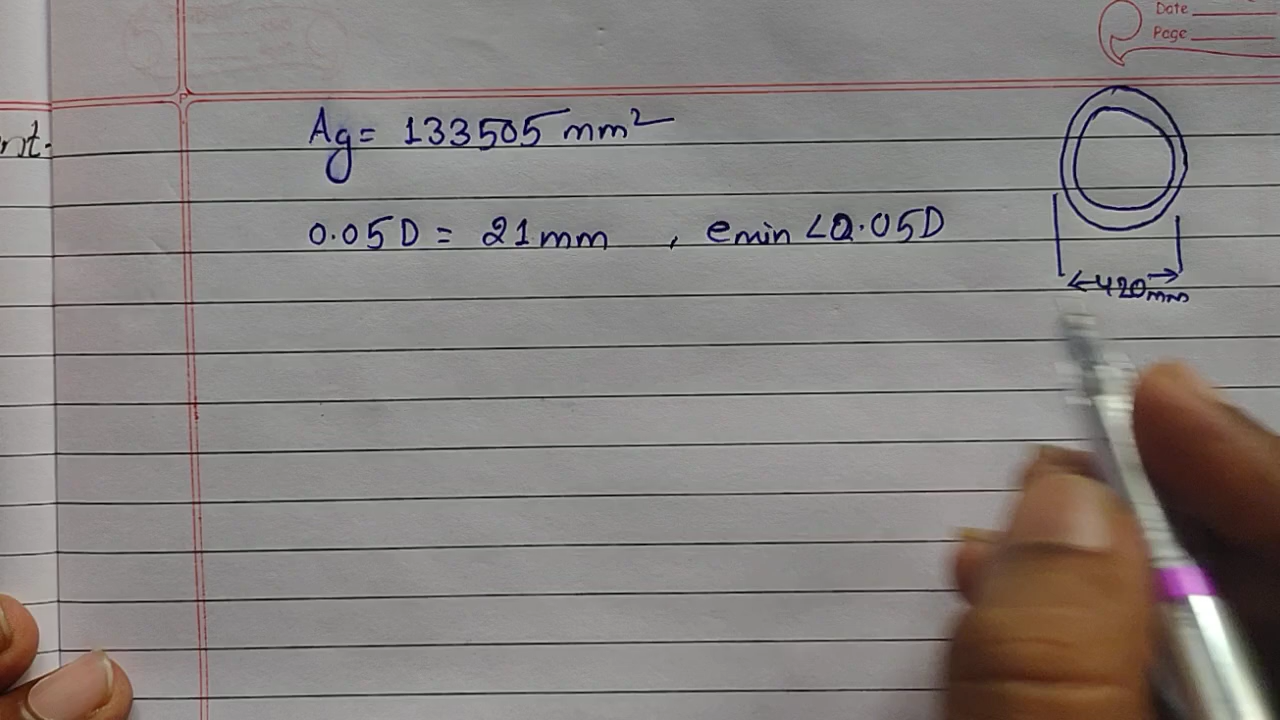 Date
Page
nt.
Ag = 133505 mm²
0.05D = 21mm , emin <0.05D
420mm